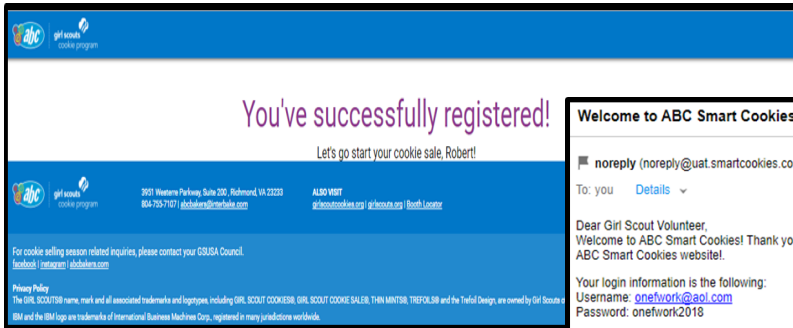 abc
girl scouts
cookie program
You've successfully registered!
Let's go start your cookie sale, Robert!
abc
girl scouts
cookie program
3951 Westerre Parkway, Suite 200, Richmond, VA 23233
804-755-7107 | abcbakers@interbake.com
ALSO VISIT
girlscoutcookies.org | girlscouts.org | Booth Locator
For cookie selling season related inquiries, please contact your GSUSA Council.
facebook | instagram | abcbakers.com
Privacy Policy
The GIRL SCOUTS® name, mark and all associated trademarks and logotypes, including GIRL SCOUT COOKIES®, GIRL SCOUT COOKIE SALE®, THIN MINTS®, TREFOILS® and the Trefoil Design, are owned by Girl Scouts
IBM and the IBM logo are trademarks of International Business Machines Corp., registered in many jurisdictions worldwide.
Welcome to ABC Smart Cookies
noreply (noreply@uat.smartcookies.co
To: you Details
Dear Girl Scout Volunteer,
Welcome to ABC Smart Cookies! Thank yo
ABC Smart Cookies website!.
Your login information is the following:
Username: onefwork@aol.com
Password: onefwork2018